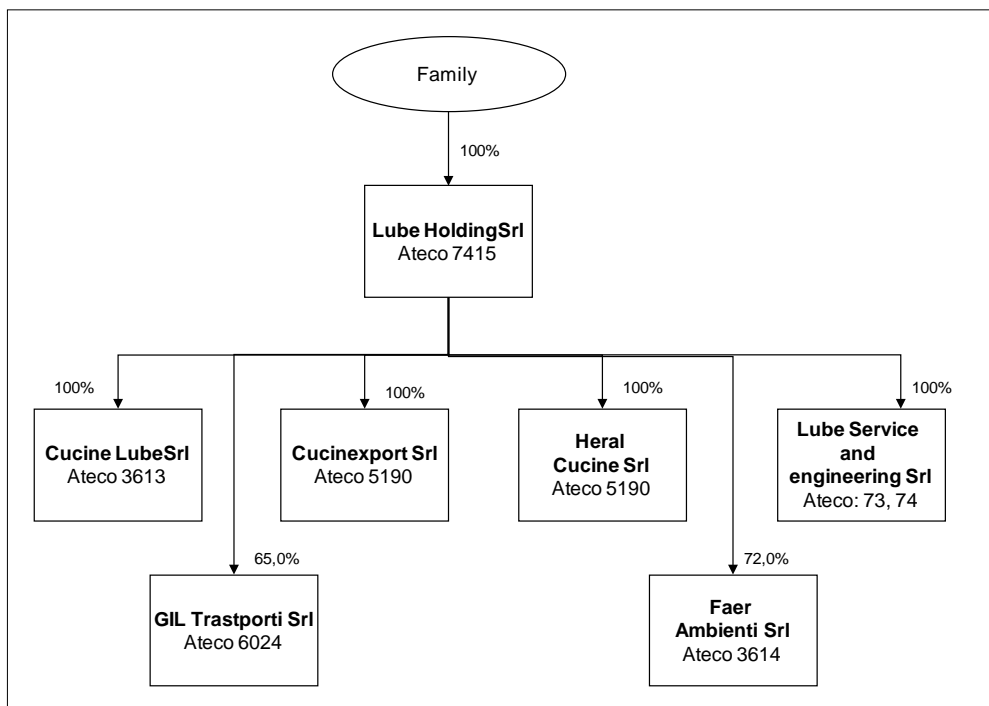 Family
100%
Lube HoldingSrl
Ateco 7415
100%
100%
100%
100%
Cucine LubeSrl
Ateco 3613
Cucinexport Srl
Ateco 5190
Heral
Cucine Srl
Ateco 5190
Lube Service
and
engineering Srl
Ateco: 73, 74
65,0%
72,0%
GIL Trastporti Srl
Ateco 6024
Faer
Ambienti Srl
Ateco 3614